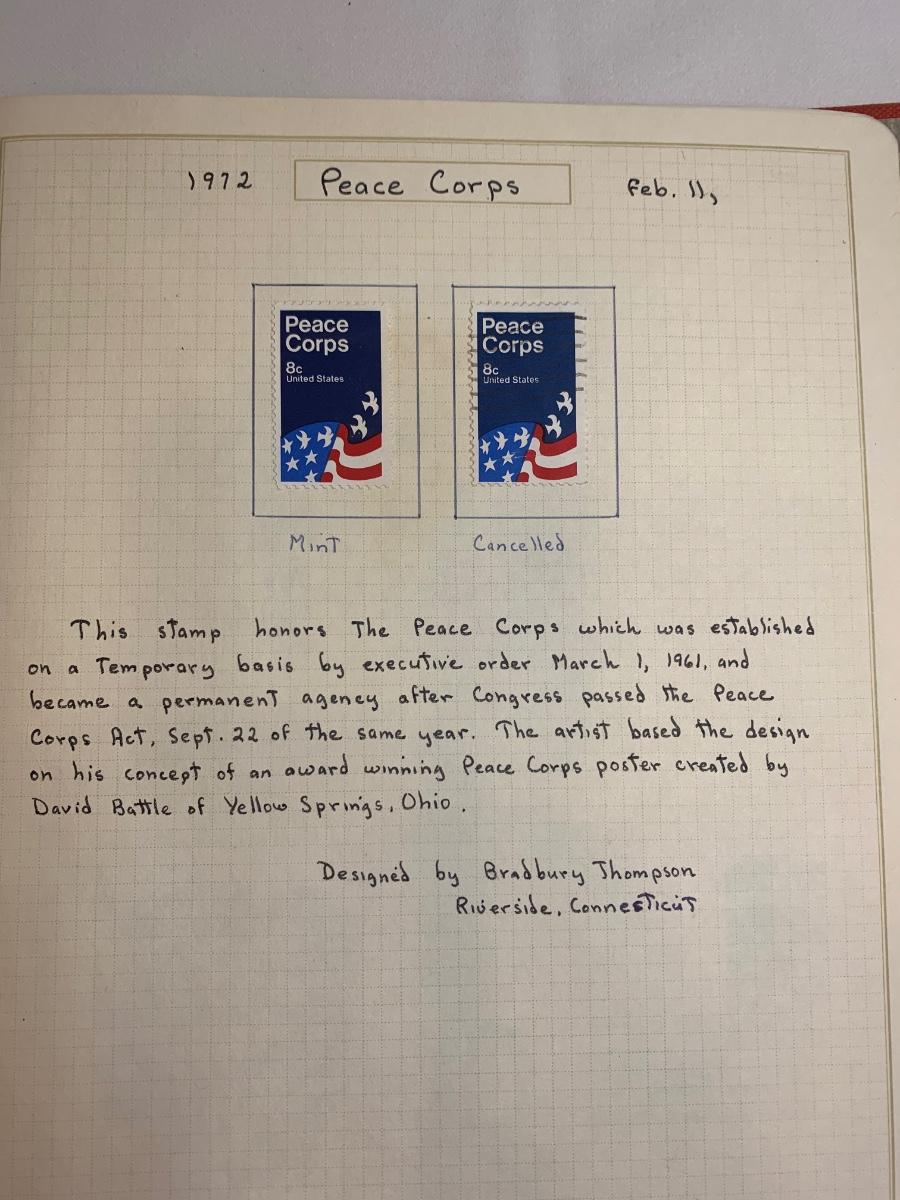 1972 Peace Corps Feb. 11,
Peace
Corps
8c
United States
Peace
Corps
8c
United States
Mint Cancelled
This stamp honors The Peace Corps which was established
on a Temporary basis by executive order March 1, 1961, and
became a permanent agency after Congress passed the Peace
Corps Act, Sept. 22 of the same year. The artist based the design
on his concept of an award winning Peace Corps poster created by
David Battle of Yellow Springs, Ohio.
Designed by Bradbury Thompson
Riverside, Connecticut